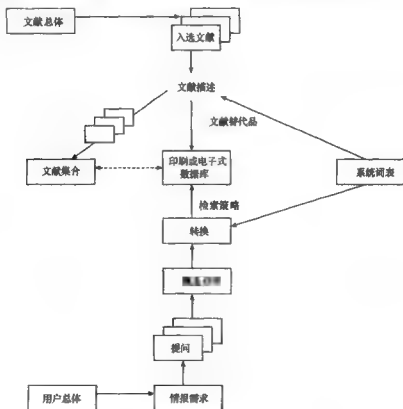 文献总体
入选文献
文献描述
文献替代品
文献集合
印刷或电子式
数据库
系统词表
检索策略
转换
提问
用户总体
情报需求